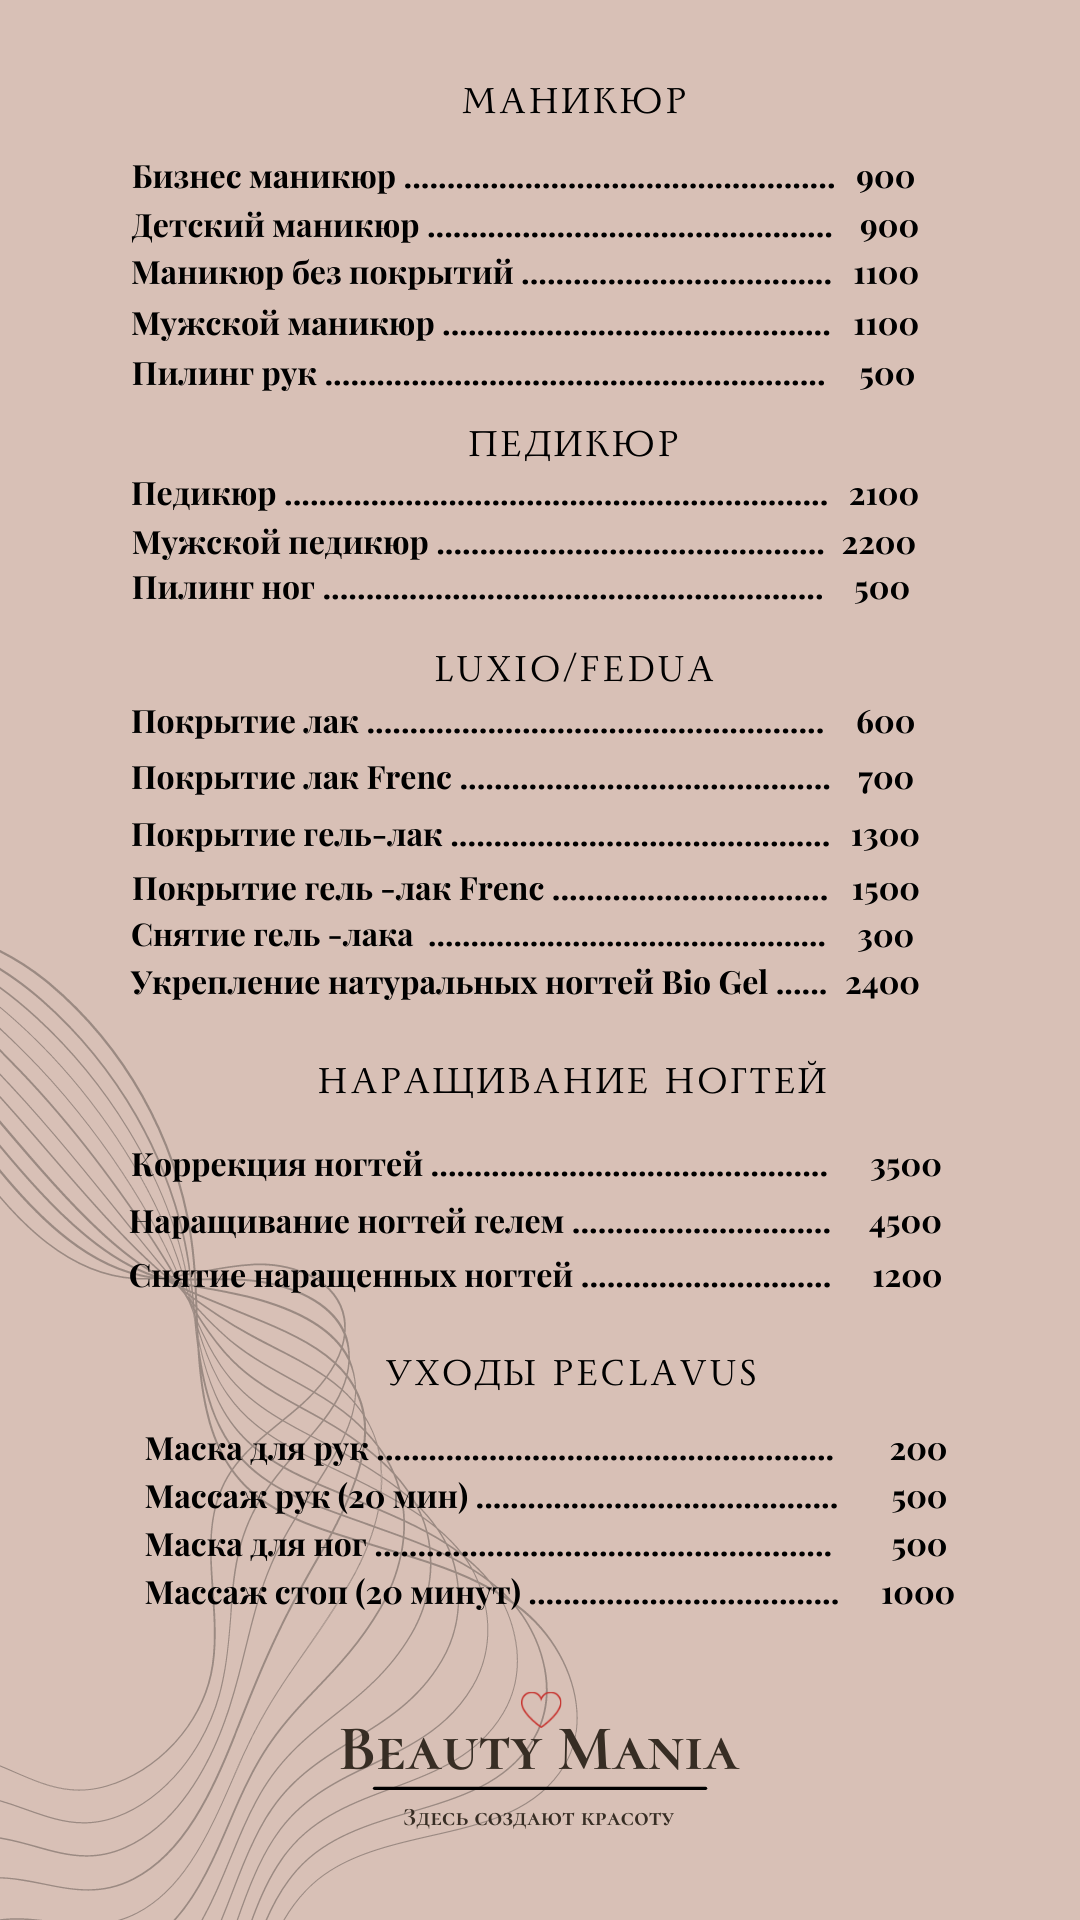 МАНИКЮР
Бизнес маникюр .................................................. 900
Детский маникюр ............................................... 900
Маникюр без покрытий .................................... 1100
Мужской маникюр ............................................. 1100
Пилинг рук .......................................................... 500
ПЕДИКЮР
Педикюр ............................................................... 2100
Мужской педикюр ............................................. 2200
Пилинг ног .......................................................... 500
LUXIO/FEDUA
Покрытие лак ..................................................... 600
Покрытие лак Frenc ........................................... 700
Покрытие гель-лак ............................................ 1300
Покрытие гель -лак Frenc ................................ 1500
Снятие гель -лака .............................................. 300
Укрепление натуральных ногтей Bio Gel ...... 2400
НАРАЩИВАНИЕ НОГТЕЙ
Коррекция ногтей .............................................. 3500
Наращивание ногтей гелем .............................. 4500
Снятие наращенных ногтей ............................. 1200
УХОДЫ PECLAVUS
Маска для рук ..................................................... 200
Массаж рук (20 мин) .......................................... 500
Маска для ног ..................................................... 500
Массаж стоп (20 минут) .................................... 1000
BEAUTY MANIA
ЗДЕСЬ СОЗДАЮТ КРАСОТУ